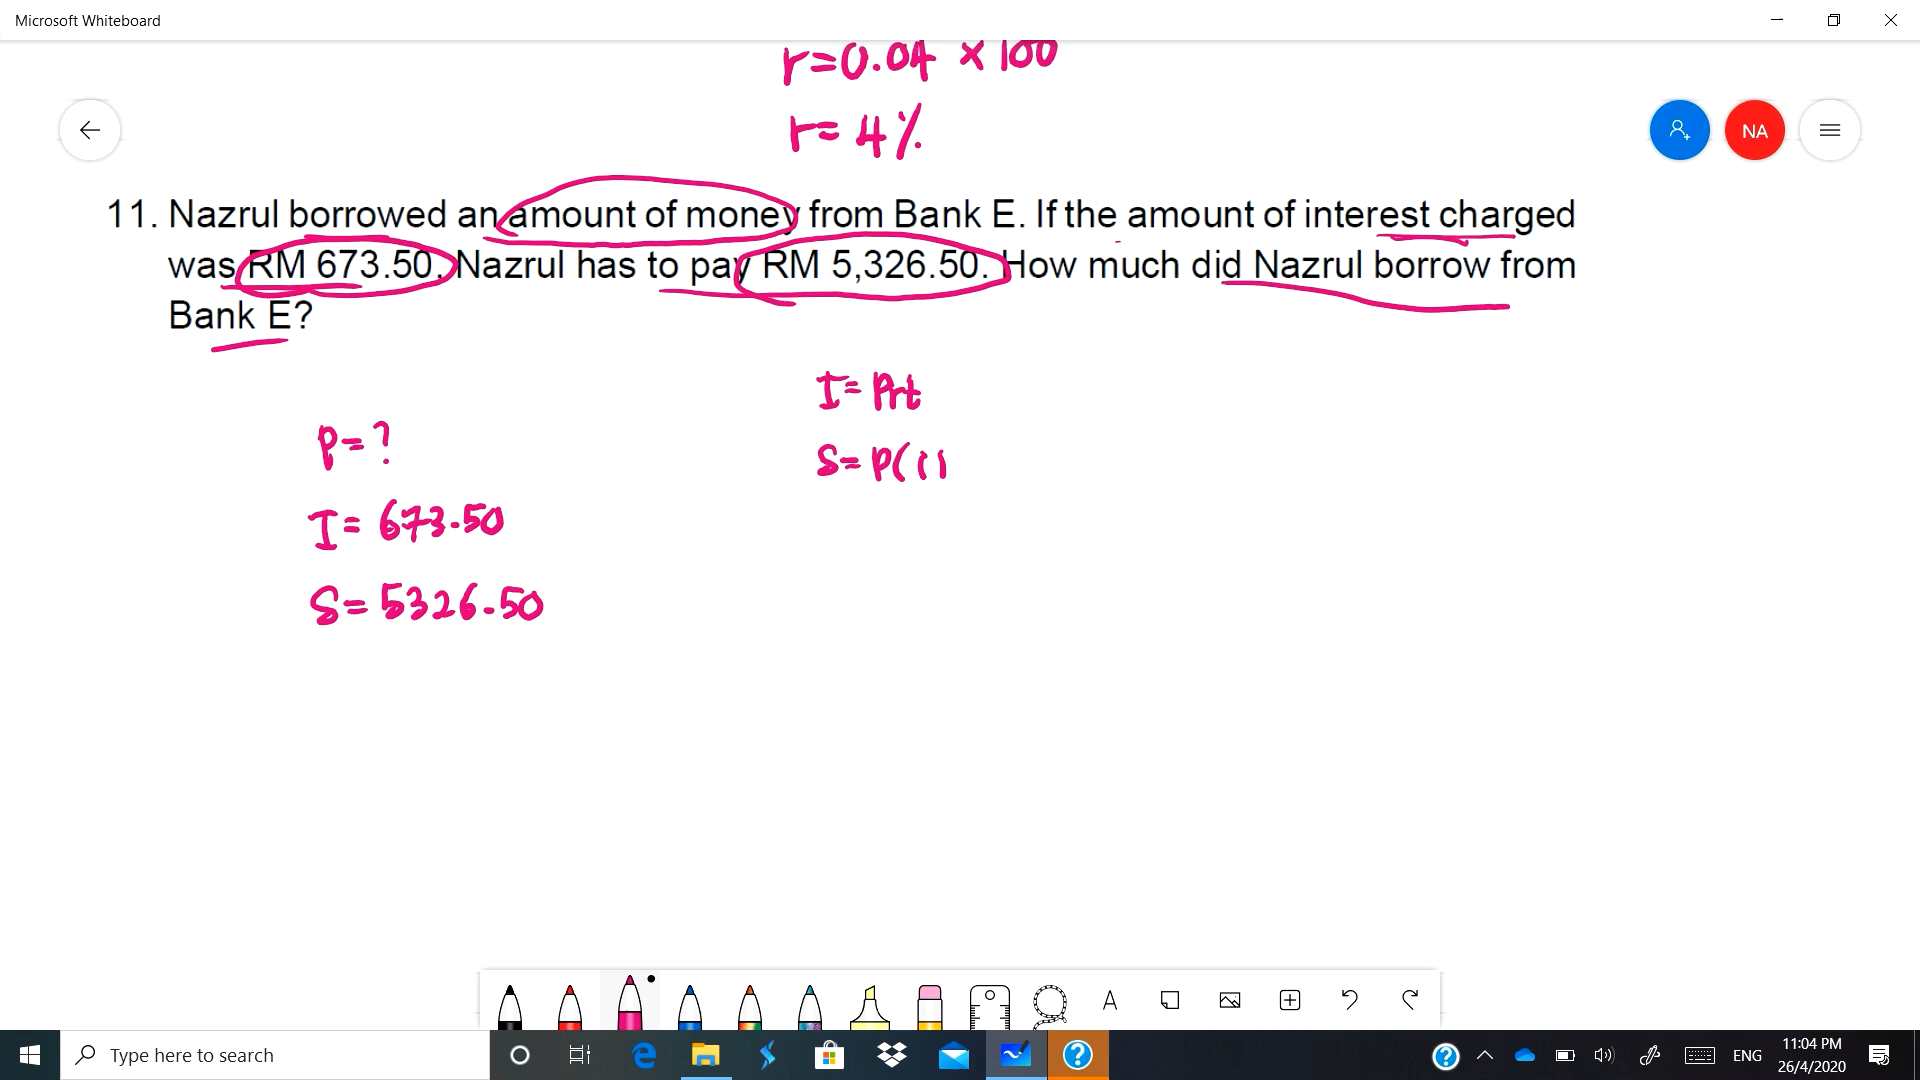 Microsoft Whiteboard
r=0.04 × 100
r= 4%
NA
11. Nazrul borrowed an amount of money from Bank E. If the amount of interest charged
was RM 673.50. Nazrul has to pay RM 5,326.50. How much did Nazrul borrow from
Bank E?
I= Prt
P=?
S= P(
I= 673.50
S= 5326.50
A
Type here to search
ENG
11:04 PM
26/4/2020